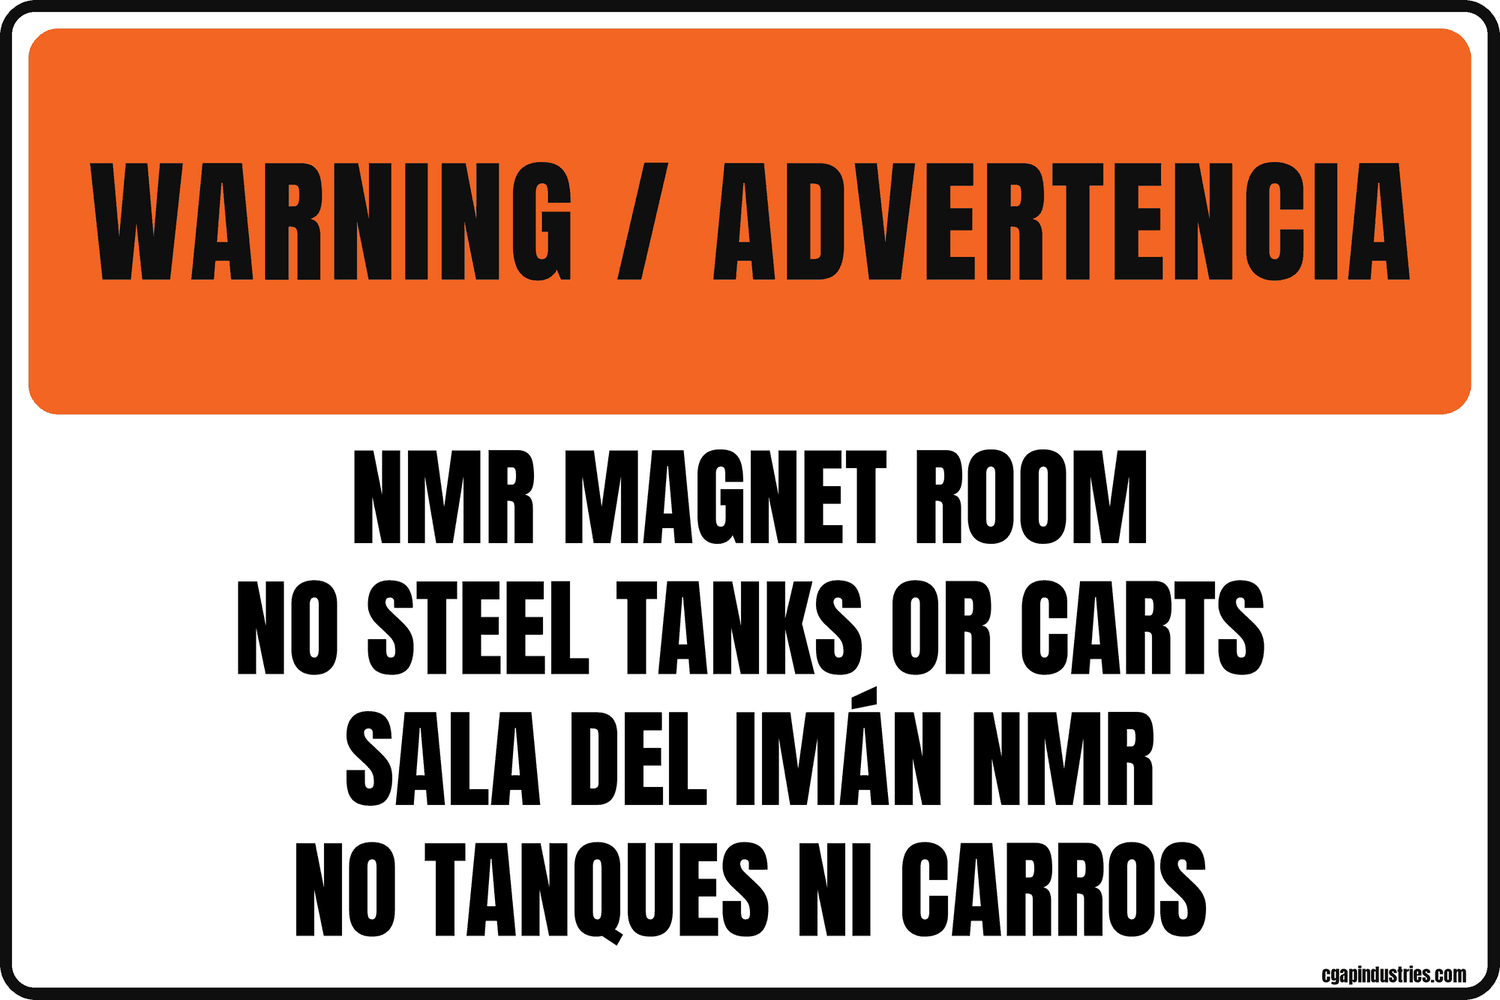 WARNING / ADVERTENCIA
NMR MAGNET ROOM
NO STEEL TANKS OR CARTS
SALA DEL IMÁN NMR
NO TANQUES NI CARROS
cgapindustries.com